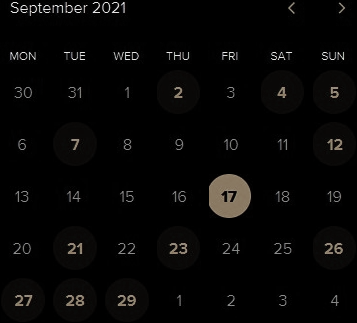 September 2021 < >
MON TUE WED THU FRI SAT SUN
30 31 1 2 3 4 5
6 7 8 9 10 11 12
13 14 15 16 17 18 19
20 21 22 23 24 25 26
27 28 29 1 2 3 4